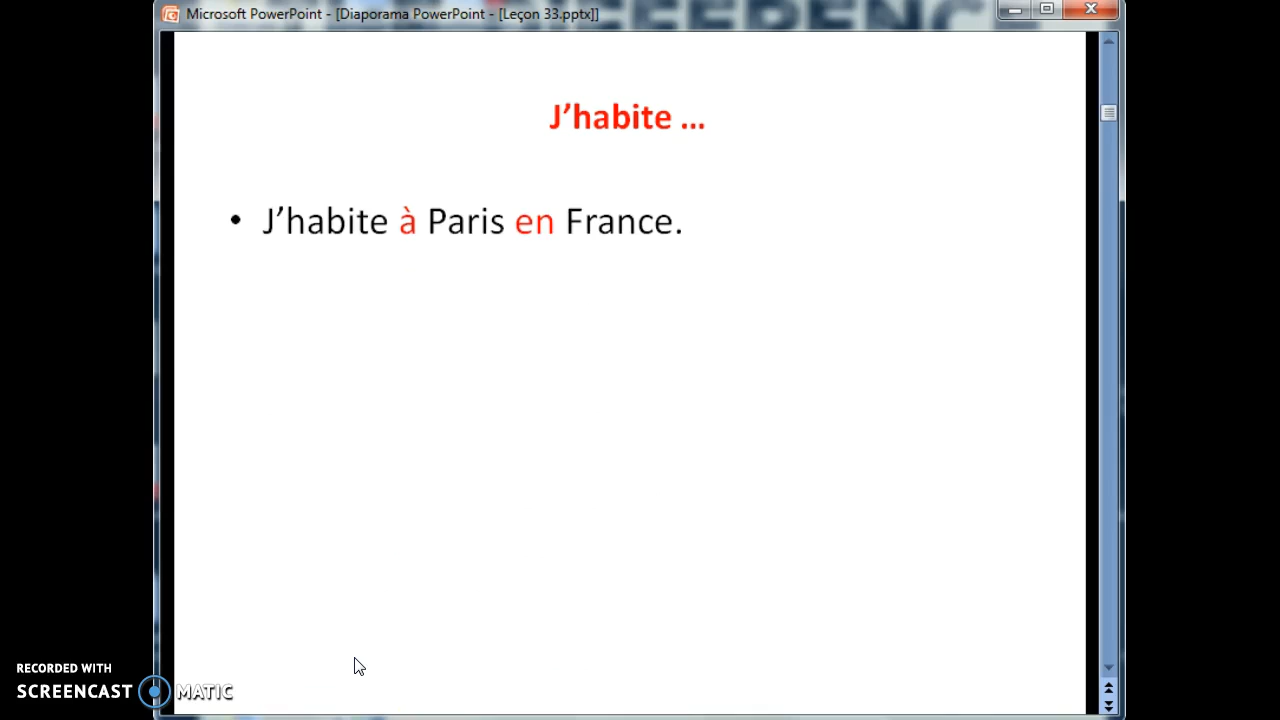 Microsoft PowerPoint - [Diaporama PowerPoint - [Leçon 33.pptx]]
J’habite ...
• J’habite à Paris en France.
RECORDED WITH
SCREENCAST MATIC